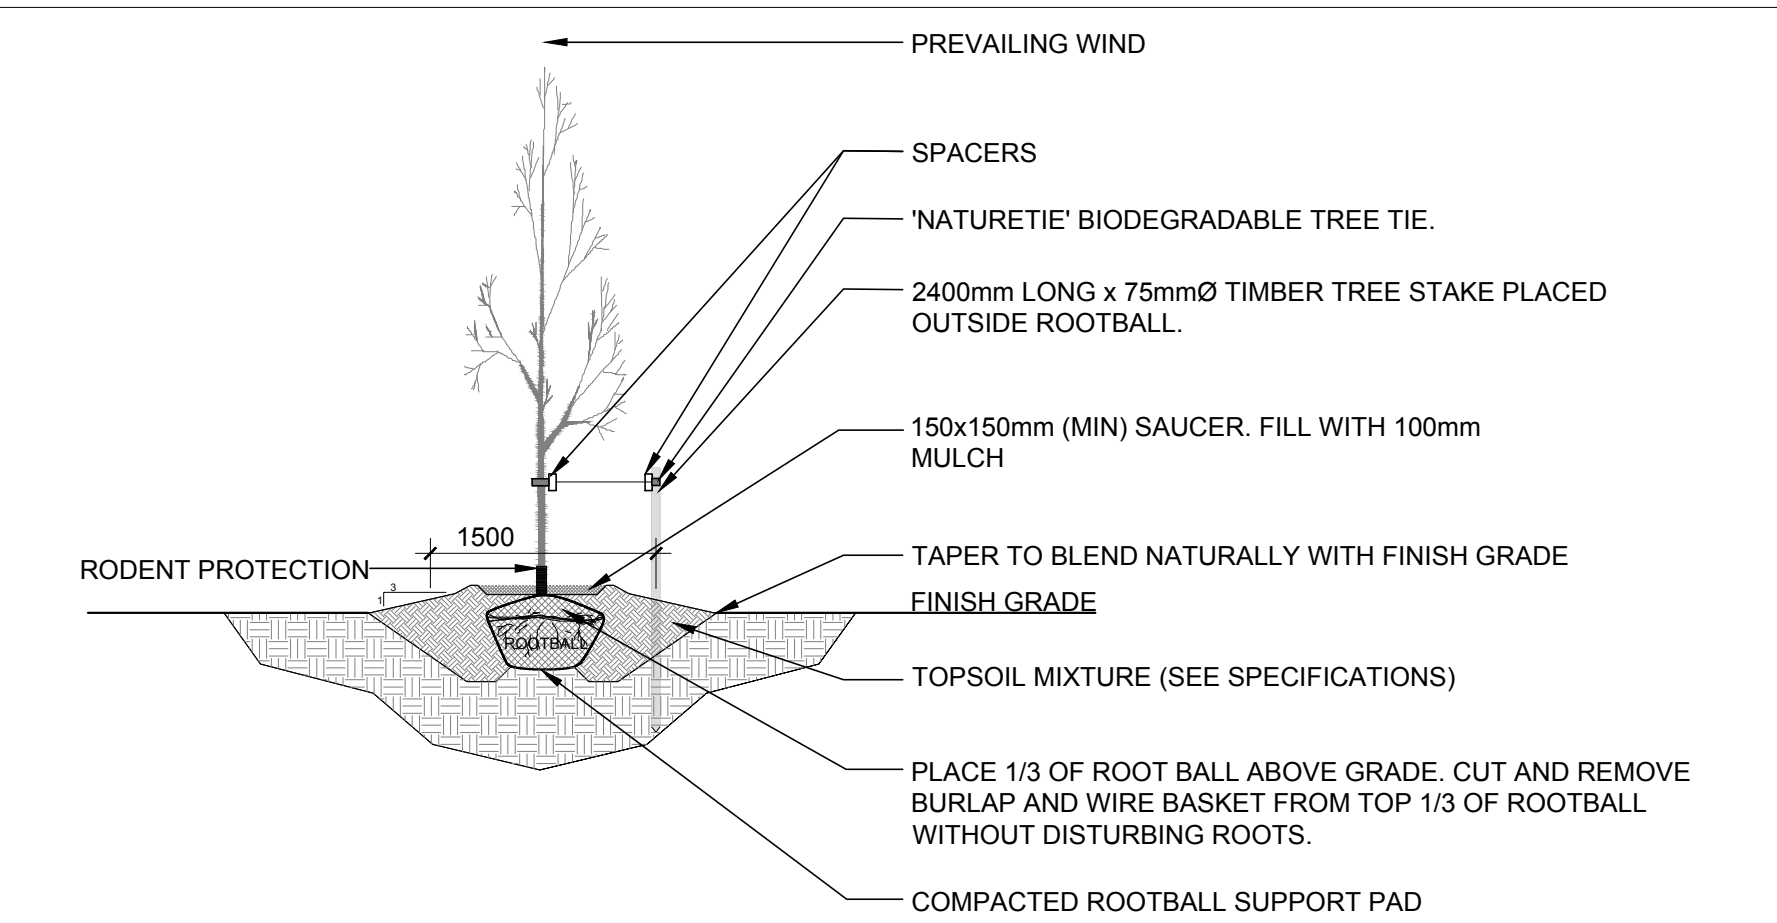 PREVAILING WIND
SPACERS
'NATURETIE' BIODEGRADABLE TREE TIE.
2400mm LONG x 75mmØ TIMBER TREE STAKE PLACED
OUTSIDE ROOTBALL.
150x150mm (MIN) SAUCER. FILL WITH 100mm
MULCH
1500
RODENT PROTECTION
TAPER TO BLEND NATURALLY WITH FINISH GRADE
3
1
FINISH GRADE
ROOTBALL
TOPSOIL MIXTURE (SEE SPECIFICATIONS)
PLACE 1/3 OF ROOT BALL ABOVE GRADE. CUT AND REMOVE
BURLAP AND WIRE BASKET FROM TOP 1/3 OF ROOTBALL
WITHOUT DISTURBING ROOTS.
COMPACTED ROOTBALL SUPPORT PAD